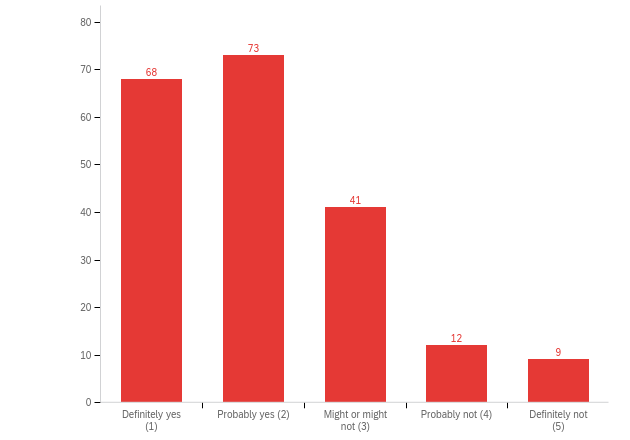 80
70
60
50
40
30
20
10
0
68
73
41
12
9
Definitely yes
(1)
Probably yes (2)
Might or might
not (3)
Probably not (4)
Definitely not
(5)